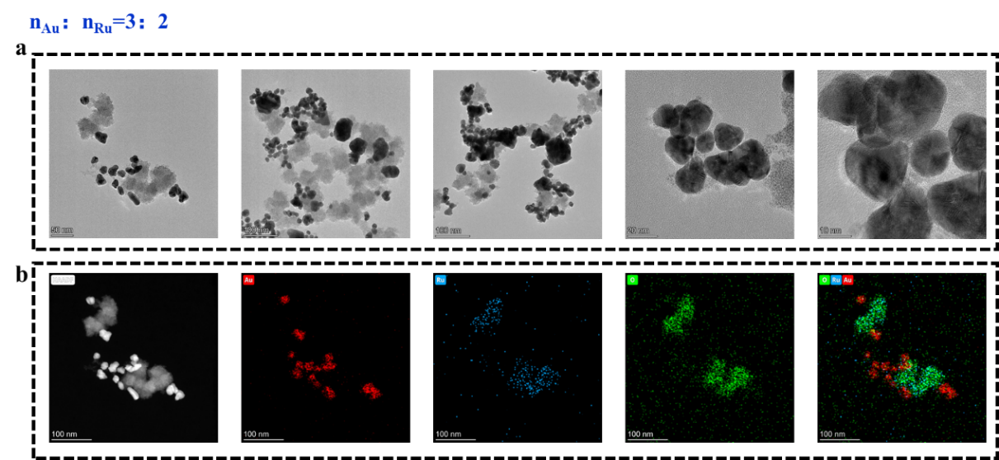 nAu：nRu=3：2
a
50 nm
100 nm
100 nm
20 nm
10 nm
b
HAADF
Au
Ru
O
O Ru Au
100 nm
100 nm
100 nm
100 nm
100 nm